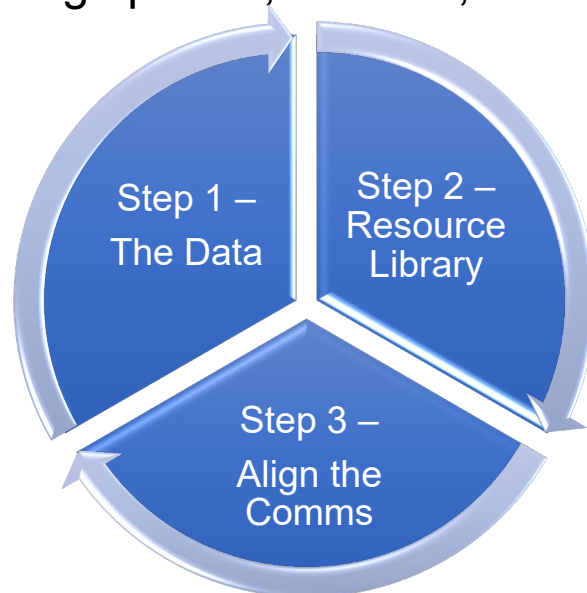 Step 1 –
The Data
Step 2 –
Resource
Library
Step 3 –
Align the
Comms